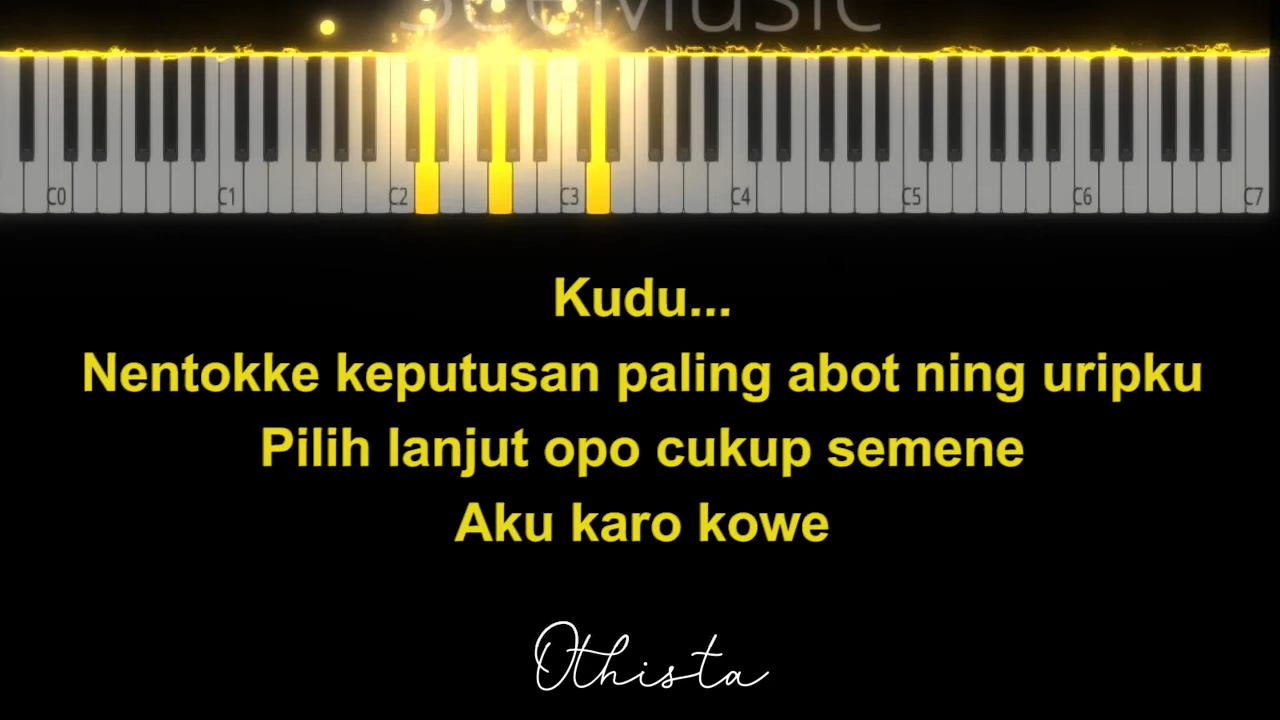 SceMusic
C0 C1 C2 C3 C4 C5 C6 C7
Kudu...
Nentokke keputusan paling abot ning uripku
Pilih lanjut opo cukup semene
Aku karo kowe
Othista